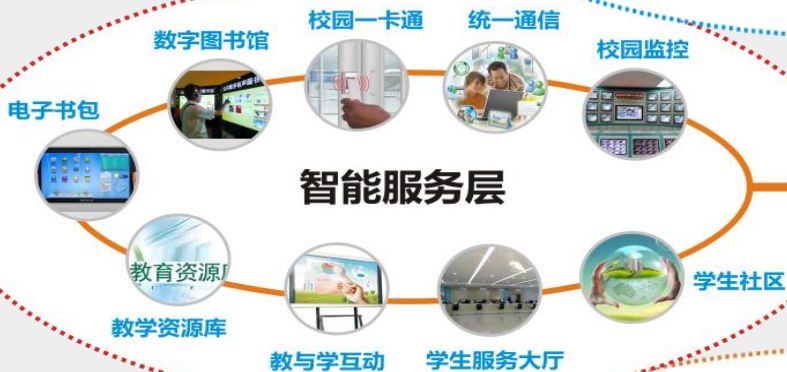 校园一卡通
统一通信
数字图书馆
校园监控
电子书包
智能服务层
教育资源
学生社区
教学资源库
教与学互动
学生服务大厅